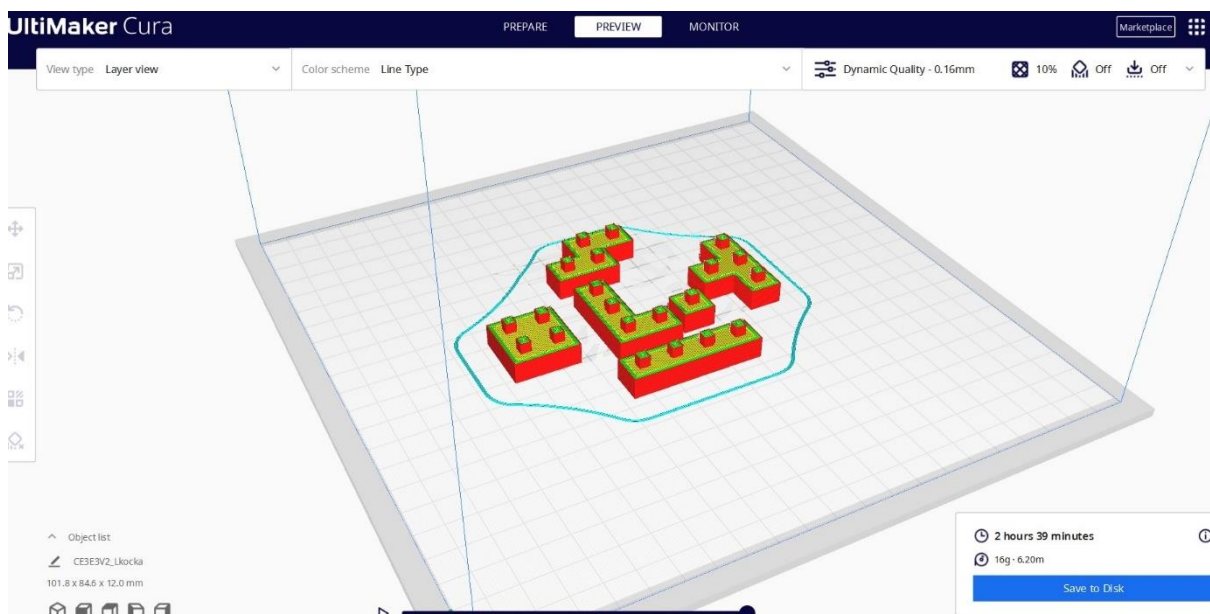 UltiMaker Cura
PREPARE PREVIEW MONITOR
Marketplace
View type Layer view
Color scheme Line Type
Dynamic Quality - 0.16mm 10% Off Off
Object list
CE3E3V2_Lkocka
101.8 x 84.6 x 12.0 mm
2 hours 39 minutes
16g · 6.20m
Save to Disk